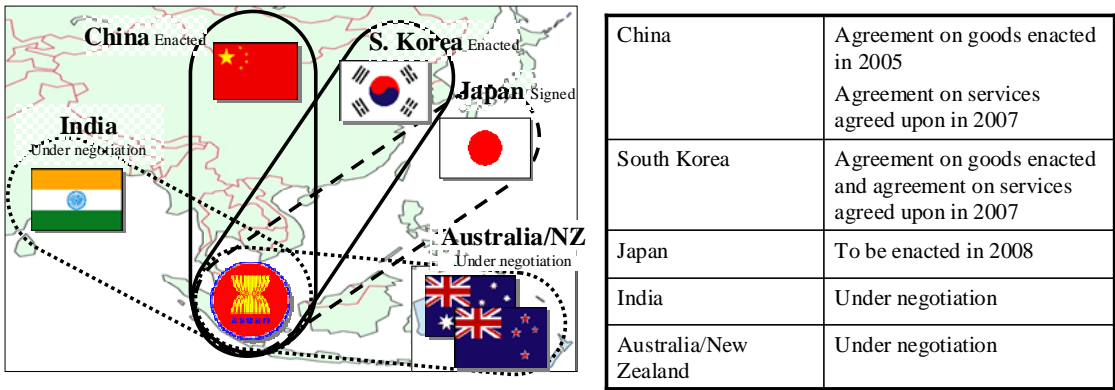 China Enacted
S. Korea Enacted
Japan Signed
India
Under negotiation
Australia/NZ
Under negotiation
asean
China
Agreement on goods enacted
in 2005
Agreement on services
agreed upon in 2007
South Korea
Agreement on goods enacted
and agreement on services
agreed upon in 2007
Japan
To be enacted in 2008
India
Under negotiation
Australia/New
Zealand
Under negotiation